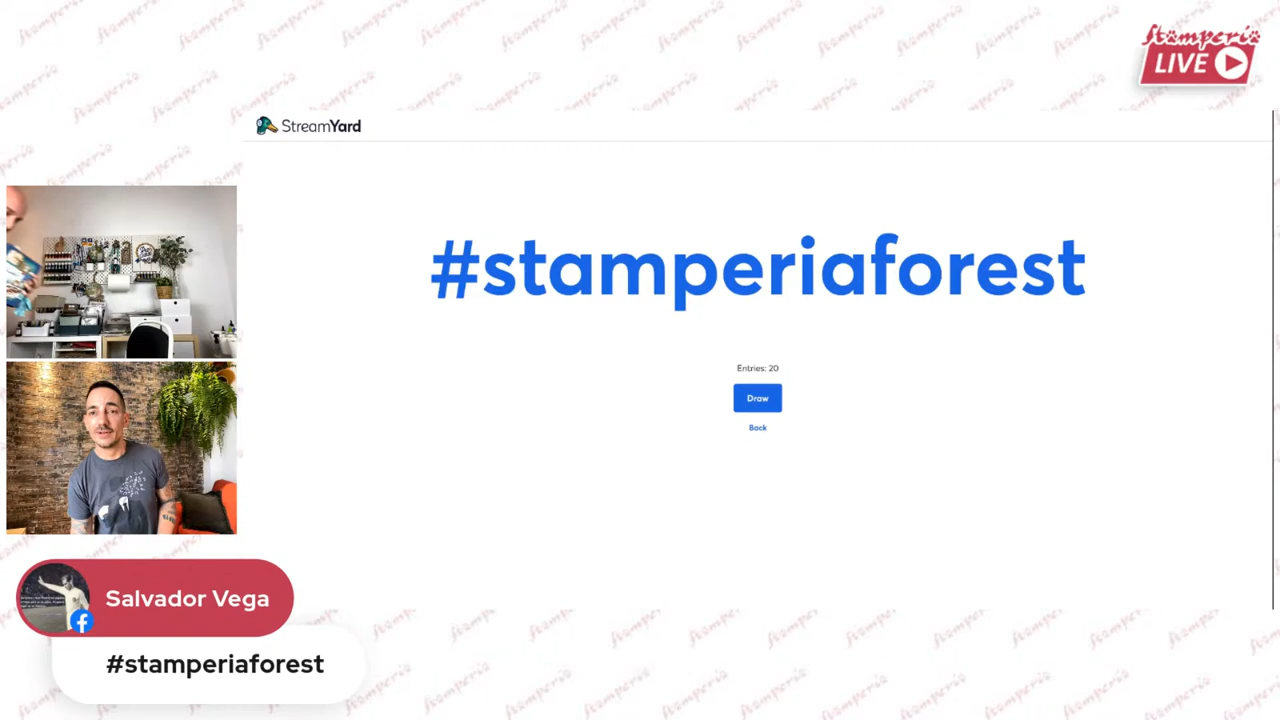 Stamperia
LIVE
StreamYard
#stamperiaforest
Entries: 20
Draw
Back
Salvador Vega
#stamperiaforest